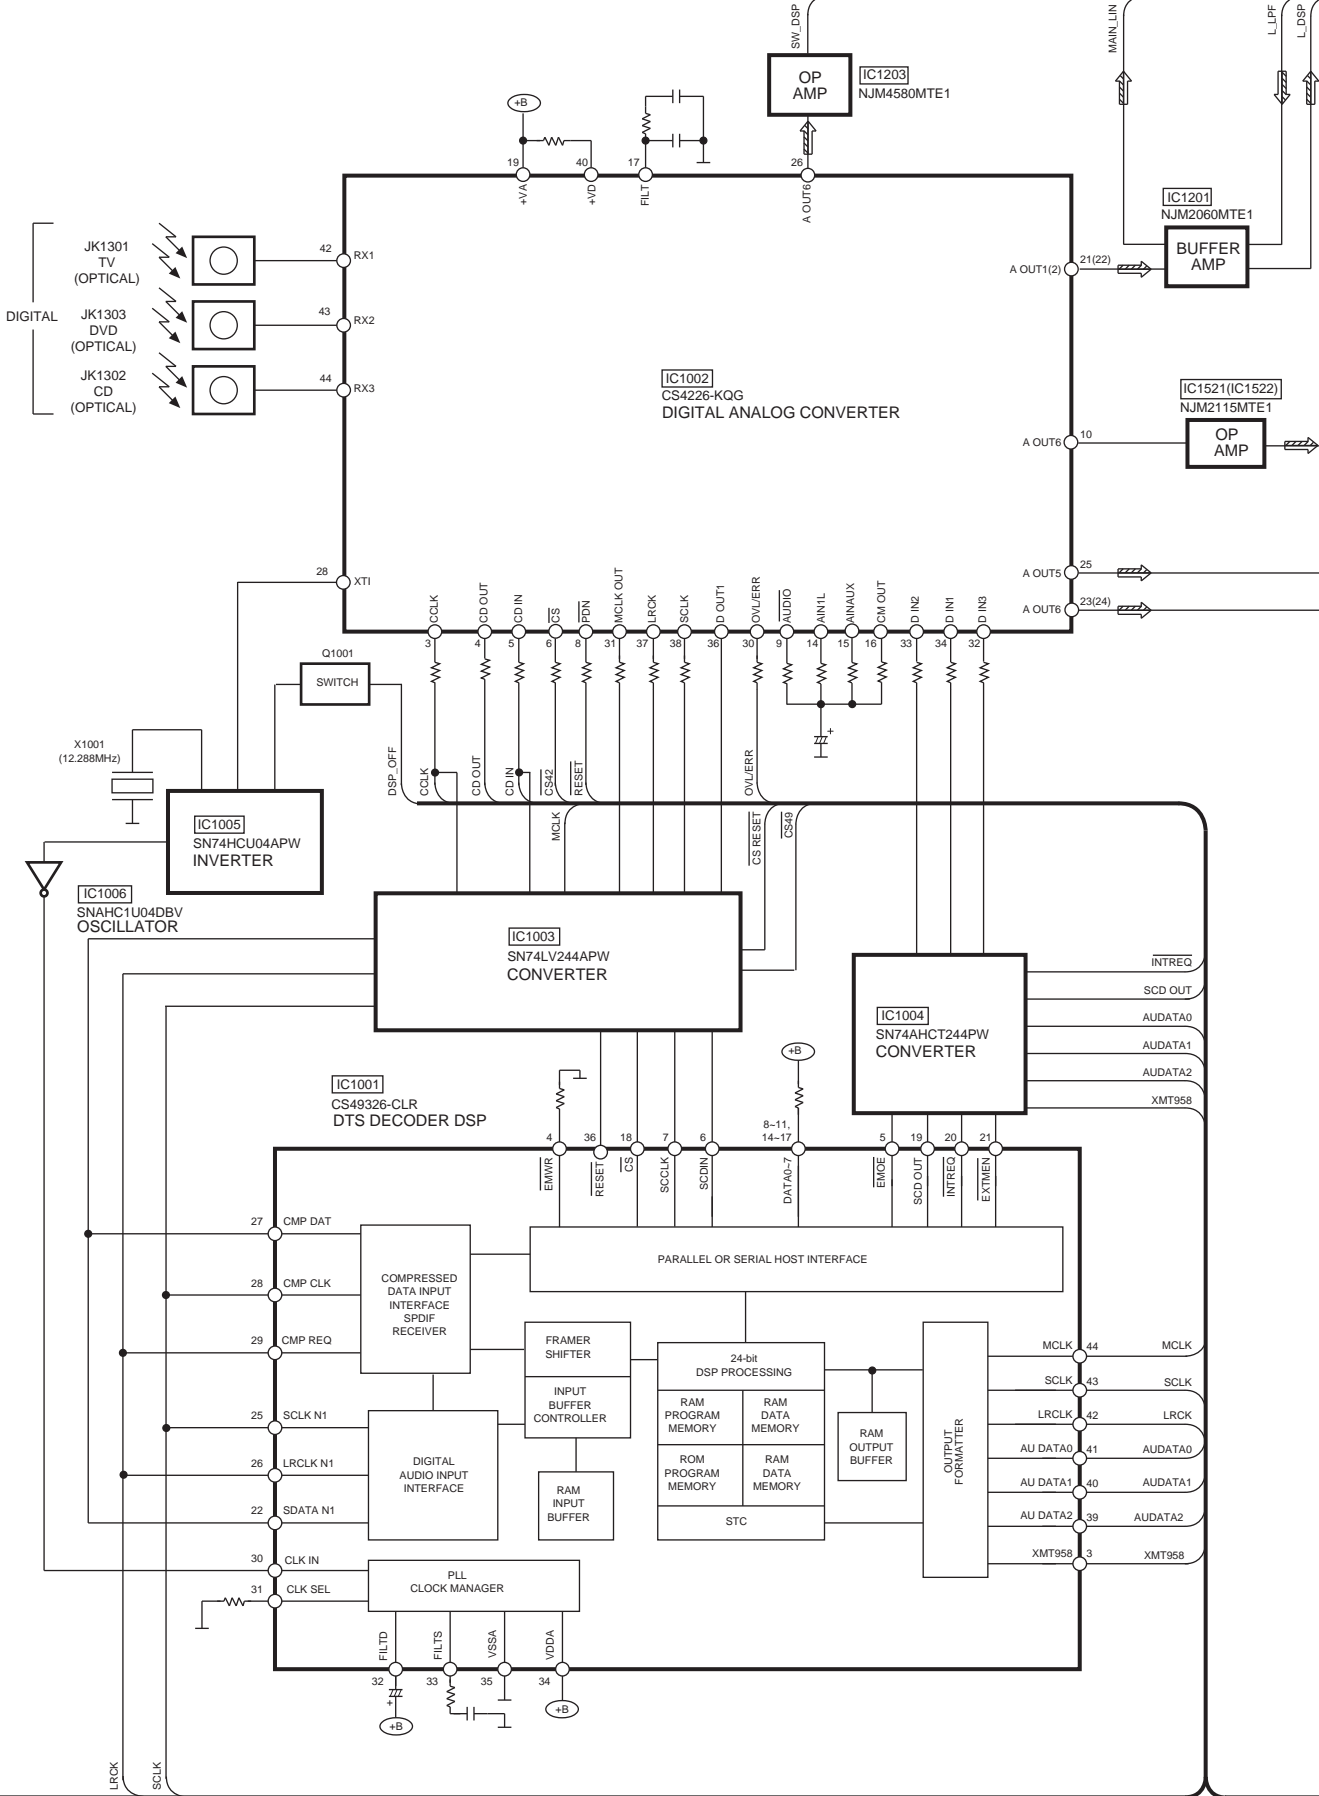 SW_DSP
MAIN_LIN
L_LPF
L_DSP
OP
AMP
IC1203
NJM4580MTE1
+B
19
40
17
26
+VA
+VD
FILT
A OUT6
IC1201
NJM2060MTE1
BUFFER
AMP
DIGITAL
JK1301
TV
(OPTICAL)
JK1303
DVD
(OPTICAL)
JK1302
CD
(OPTICAL)
42
RX1
43
RX2
44
RX3
A OUT1(2)
21(22)
IC1002
CS4226-KQG
DIGITAL ANALOG CONVERTER
IC1521(IC1522)
NJM2115MTE1
OP
AMP
A OUT6
10
28
XTI
A OUT5
25
A OUT6
23(24)
CCLK
CD OUT
CD IN
CS
PDN
MCLK OUT
LRCK
SCLK
D OUT1
OVL/ERR
AUDIO
AIN1L
AINAUX
CM OUT
D IN2
D IN1
D IN3
3
4
5
6
8
31
37
38
36
30
9
14
15
16
33
34
32
Q1001
SWITCH
+
X1001
(12.288MHz)
DSP_OFF
CCLK
CD OUT
CD IN
CS42
RESET
OVL/ERR
MCLK
CS RESET
CS49
IC1005
SN74HCU04APW
INVERTER
IC1006
SNAHC1U04DBV
OSCILLATOR
IC1003
SN74LV244APW
CONVERTER
IC1004
SN74AHCT244PW
CONVERTER
INTREQ
SCD OUT
AUDATA0
AUDATA1
AUDATA2
XMT958
+B
IC1001
CS49326-CLR
DTS DECODER DSP
4
36
18
7
6
8~11,
14~17
5
19
20
21
EMWR
RESET
CS
SCCLK
SCDIN
DATA0~7
EMOE
SCD OUT
INTREQ
EXTMEN
27
CMP DAT
28
CMP CLK
29
CMP REQ
25
SCLK N1
26
LRCLK N1
22
SDATA N1
30
CLK IN
31
CLK SEL
COMPRESSED
DATA INPUT
INTERFACE
SPDIF
RECEIVER
PARALLEL OR SERIAL HOST INTERFACE
FRAMER
SHIFTER
INPUT
BUFFER
CONTROLLER
24-bit
DSP PROCESSING
RAM
PROGRAM
MEMORY
RAM
DATA
MEMORY
ROM
PROGRAM
MEMORY
RAM
DATA
MEMORY
STC
RAM
OUTPUT
BUFFER
OUTPUT
FORMATTER
DIGITAL
AUDIO INPUT
INTERFACE
RAM
INPUT
BUFFER
PLL
CLOCK MANAGER
MCLK
44
MCLK
SCLK
43
SCLK
LRCLK
42
LRCK
AU DATA0
41
AUDATA0
AU DATA1
40
AUDATA1
AU DATA2
39
AUDATA2
XMT958
3
XMT958
FILTD
FILTS
VSSA
VDDA
32
33
35
34
+
+B
+B
LRCK
SCLK